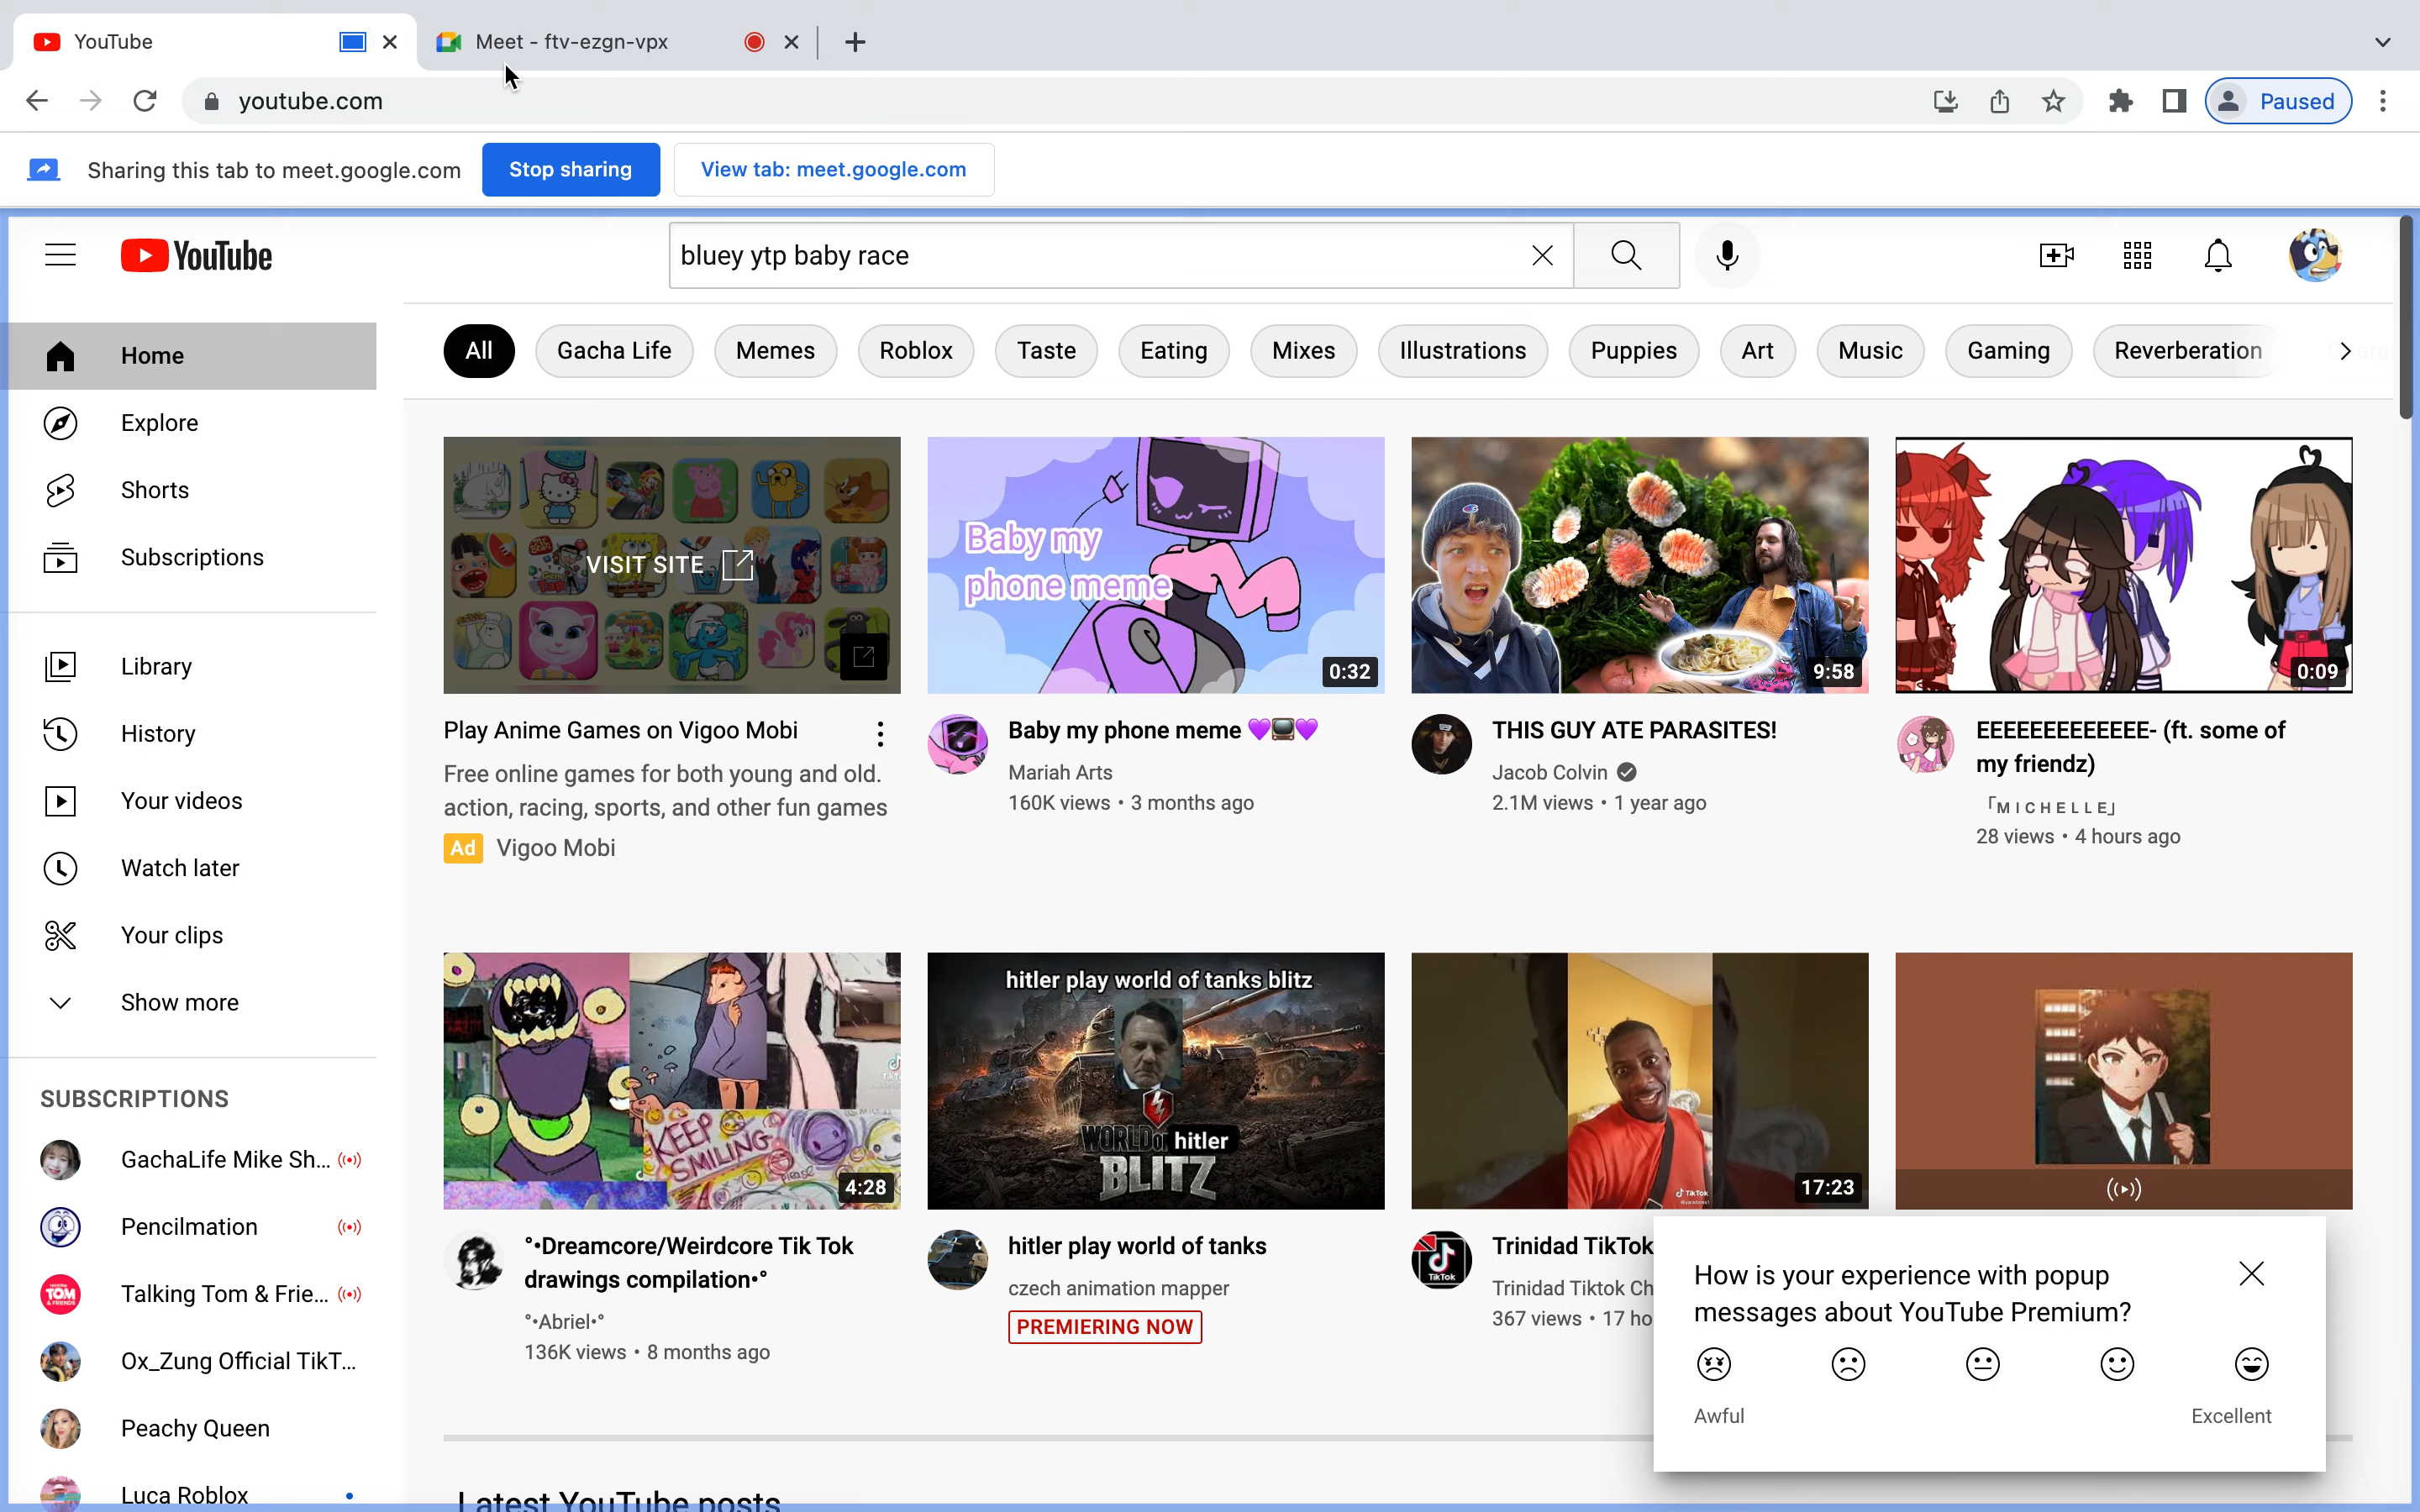 YouTube
Meet - ftv-ezgn-vpx
youtube.com
Paused
Sharing this tab to meet.google.com
Stop sharing
View tab: meet.google.com
YouTube
bluey ytp baby race
Home
Explore
Shorts
Subscriptions
Library
History
Your videos
Watch later
Your clips
Show more
SUBSCRIPTIONS
GachaLife Mike Sh...
Pencilmation
Talking Tom & Frie...
Ox_Zung Official TikT...
Peachy Queen
Luca Roblox
All
Gacha Life
Memes
Roblox
Taste
Eating
Mixes
Illustrations
Puppies
Art
Music
Gaming
Reverberation
VISIT SITE
Play Anime Games on Vigoo Mobi
Free online games for both young and old.
action, racing, sports, and other fun games
Ad Vigoo Mobi
Baby my
phone meme
0:32
Baby my phone meme 💜📺💜
Mariah Arts
160K views • 3 months ago
9:58
THIS GUY ATE PARASITES!
Jacob Colvin
2.1M views • 1 year ago
0:09
EEEEEEEEEEEEE- (ft. some of
my friendz)
「M I C H E L L E」
28 views • 4 hours ago
KEEP
SMILING
4:28
°•Dreamcore/Weirdcore Tik Tok
drawings compilation•°
°•Abriel•°
136K views • 8 months ago
hitler play world of tanks blitz
WORLD of hitler
BLITZ
hitler play world of tanks
czech animation mapper
PREMIERING NOW
TikTok
17:23
TikTok
Trinidad TikTok
Trinidad Tiktok Ch
367 views • 17 ho
How is your experience with popup
messages about YouTube Premium?
Awful
Excellent
Latest YouTube posts